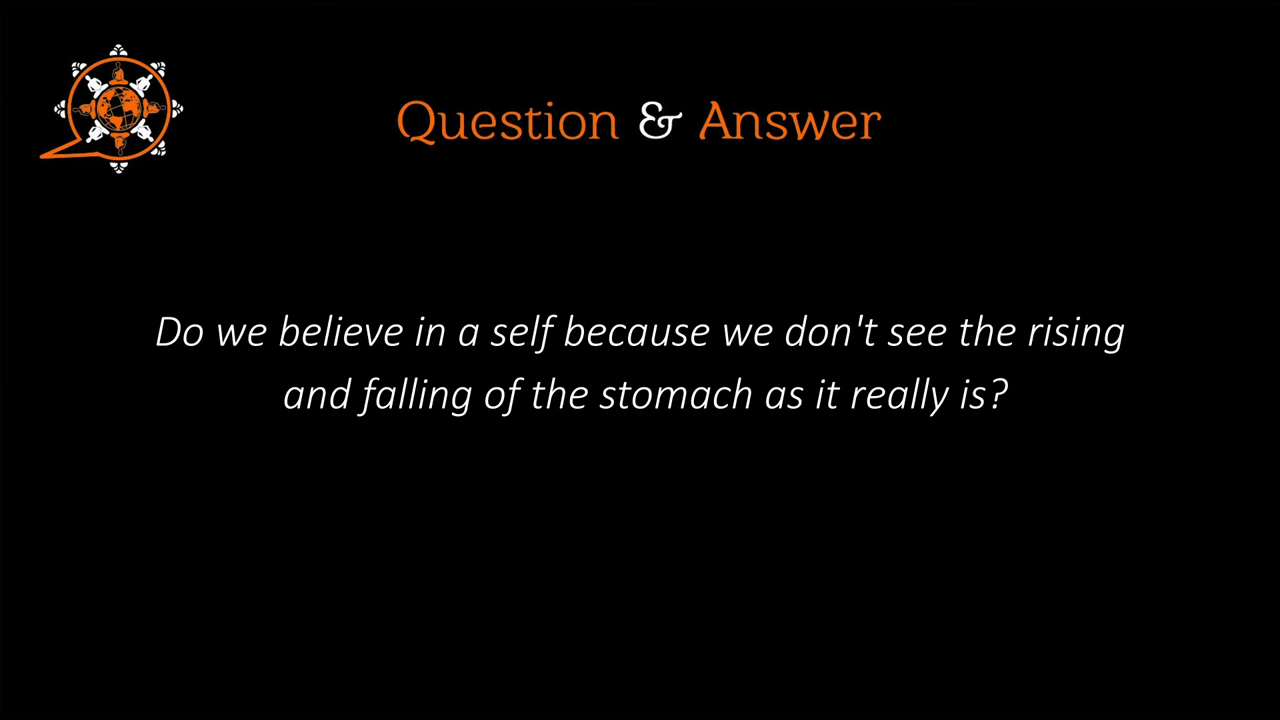 Question & Answer
Do we believe in a self because we don't see the rising
and falling of the stomach as it really is?